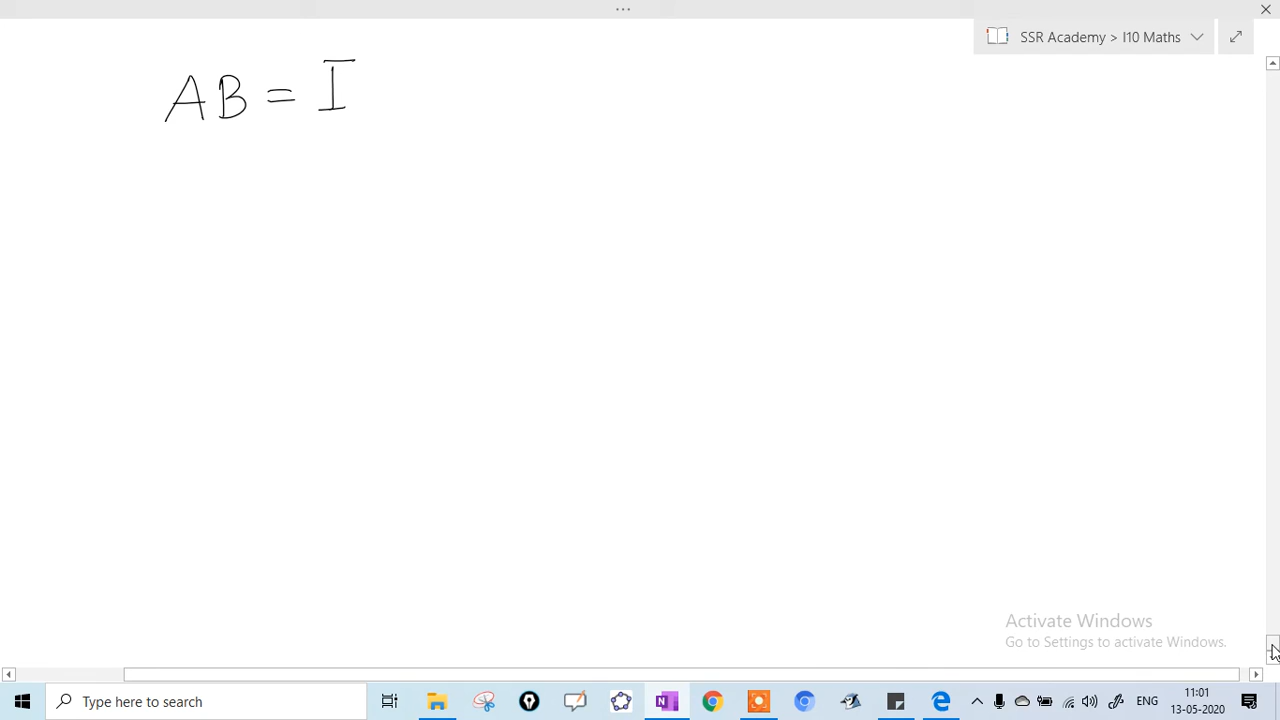 ...
SSR Academy > I10 Maths
AB = I
Activate Windows
Go to Settings to activate Windows.
Type here to search
N
ENG
11:01
13-05-2020